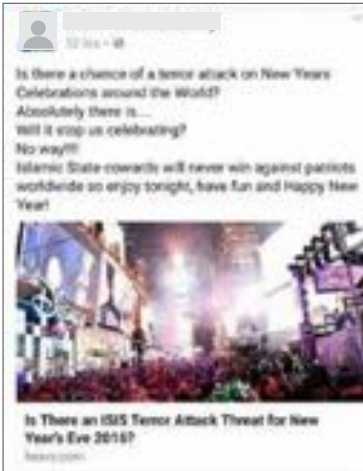 Is there a chance of a terror attack on New Years
Celebrations around the World?
Absolutely there is....
Will it stop us celebrating?
No way!!!
Islamic State cowards will never win against patriots
worldwide so enjoy tonight, have fun and Happy New
Year!
Is There an ISIS Terror Attack Threat for New
Year's Eve 2016?
heavy.com